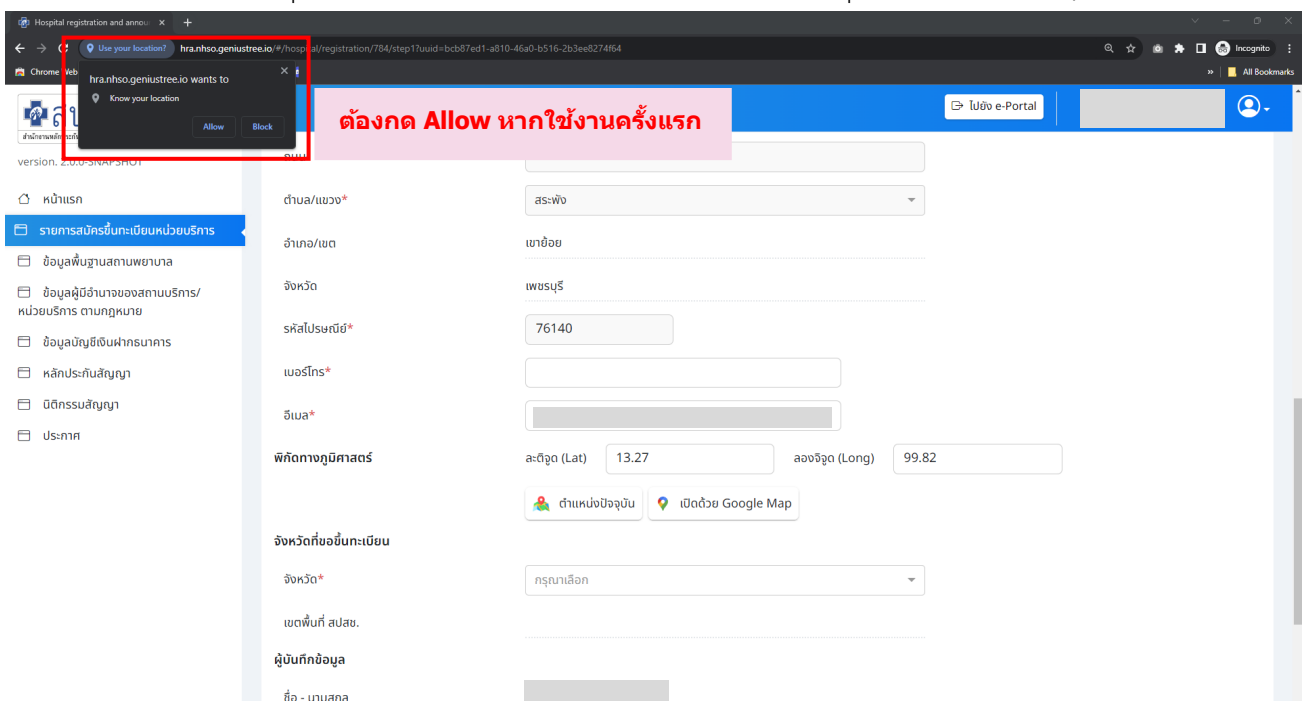 Hospital registration and annou
Use your location? hra.nhso.geniustree.io/#/hospital/registration/784/step1?uuid=bcb87ed1-a810-46a0-b516-2b3ee8274f64
Incognito
Chrome Web
All Bookmarks
hra.nhso.geniustree.io wants to
Know your location
Allow Block
ต้องกด Allow หากใช้งานครั้งแรก
ไปยัง e-Portal
version. 2.0.0-SNAPSHOT
หน้าแรก
รายการสมัครขึ้นทะเบียนหน่วยบริการ
ข้อมูลพื้นฐานสถานพยาบาล
ข้อมูลผู้มีอำนาจของสถานบริการ/
หน่วยบริการ ตามกฎหมาย
ข้อมูลบัญชีเงินฝากธนาคาร
หลักประกันสัญญา
นิติกรรมสัญญา
ประกาศ
ถนน
ตำบล/แขวง* สระพัง
อำเภอ/เขต เขาย้อย
จังหวัด เพชรบุรี
รหัสไปรษณีย์* 76140
เบอร์โทร*
อีเมล*
พิกัดทางภูมิศาสตร์ ละติจูด (Lat) 13.27 ลองจิจูด (Long) 99.82
ตำแหน่งปัจจุบัน เปิดด้วย Google Map
จังหวัดที่ขอขึ้นทะเบียน
จังหวัด* กรุณาเลือก
เขตพื้นที่ สปสช.
ผู้บันทึกข้อมูล
ชื่อ - นามสกุล